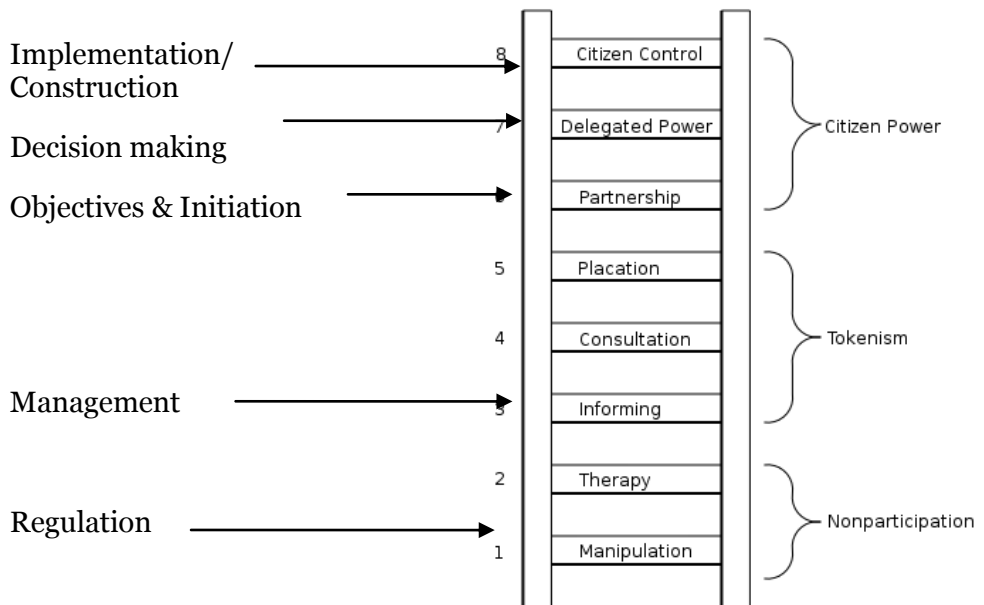 Implementation/
Construction
Decision making
Objectives & Initiation
Management
Regulation
8 Citizen Control
7 Delegated Power
Partnership
5 Placation
4 Consultation
3 Informing
2 Therapy
1 Manipulation
Citizen Power
Tokenism
Nonparticipation